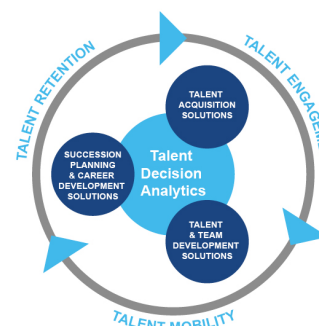 TALENT RETENTION
TALENT ENGAGEME
TALENT
ACQUISITION
SOLUTIONS
SUCCESSION
PLANNING
& CAREER
DEVELOPMENT
SOLUTIONS
Talent
Decision
Analytics
TALENT
& TEAM
DEVELOPMENT
SOLUTIONS
TALENT MOBILITY